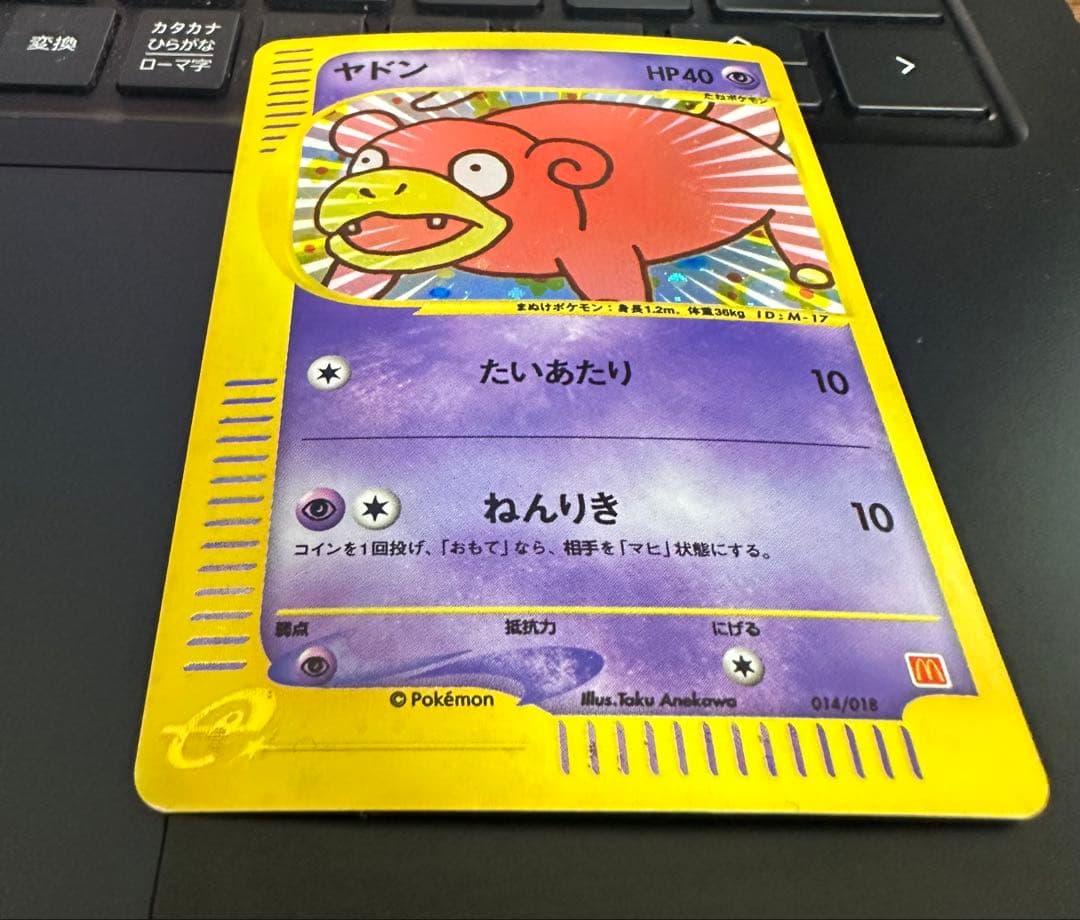 変換
カタカナ
ひらがな
ローマ字
ヤドン
HP40
たねポケモン
まぬけポケモン:身長1.2m, 体重36kg ID:M-17
たいあたり 10
ねんりき 10
コインを1回投げ、「おもて」なら、相手を「マヒ」状態にする。
弱点 抵抗力 にげる
© Pokémon Illus.Taku Anekawa 014/018
e
M